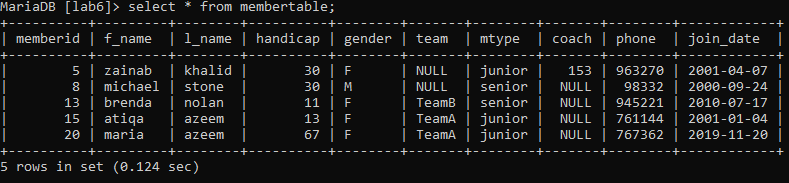 MariaDB [lab6]> select * from membertable;
+----------+---------+--------+----------+--------+-------+--------+-------+--------+------------+
| memberid | f_name  | l_name | handicap | gender | team  | mtype  | coach | phone  | join_date  |
+----------+---------+--------+----------+--------+-------+--------+-------+--------+------------+
|        5 | zainab  | khalid |       30 | F      | NULL  | junior |   153 | 963270 | 2001-04-07 |
|        8 | michael | stone  |       30 | M      | NULL  | senior |  NULL |  98332 | 2000-09-24 |
|       13 | brenda  | nolan  |       11 | F      | TeamB | senior |  NULL | 945221 | 2010-07-17 |
|       15 | atiqa   | azeem  |       13 | F      | TeamA | junior |  NULL | 761144 | 2001-01-04 |
|       20 | maria   | azeem  |       67 | F      | TeamA | junior |  NULL | 767362 | 2019-11-20 |
+----------+---------+--------+----------+--------+-------+--------+-------+--------+------------+
5 rows in set (0.124 sec)